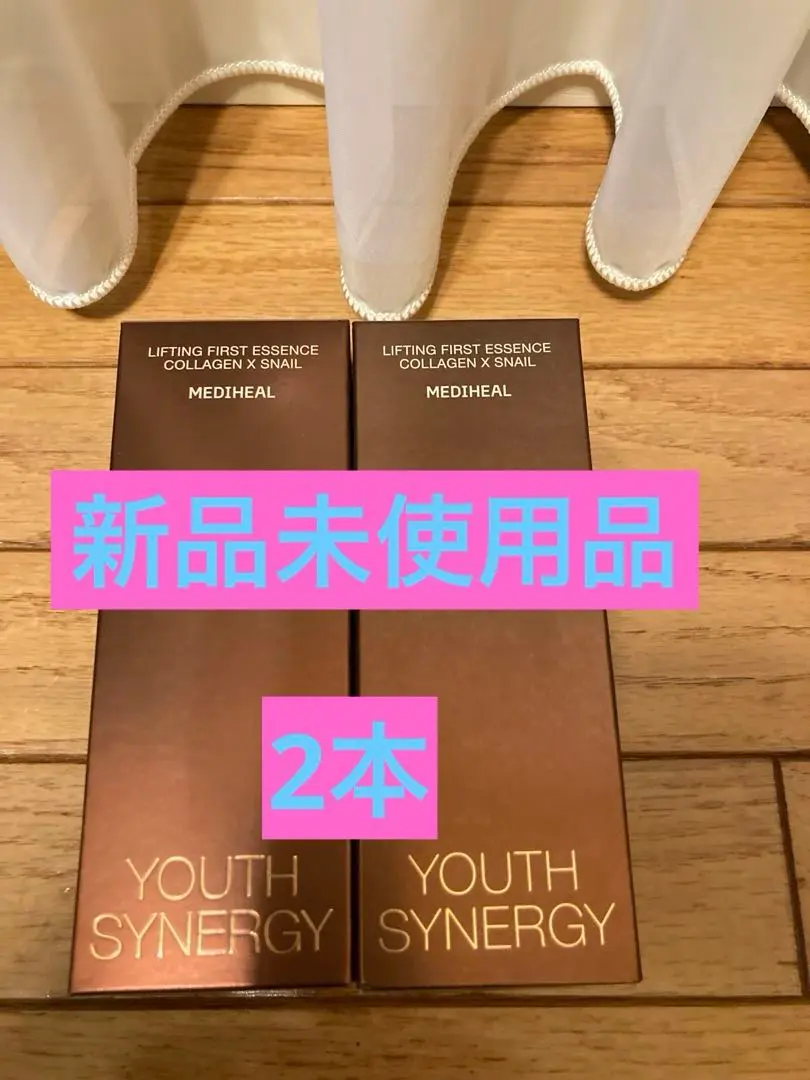 LIFTING FIRST ESSENCE
COLLAGEN X SNAIL
MEDIHEAL
LIFTING FIRST ESSENCE
COLLAGEN X SNAIL
MEDIHEAL
新品未使用品
2本
YOUTH
SYNERGY
YOUTH
SYNERGY